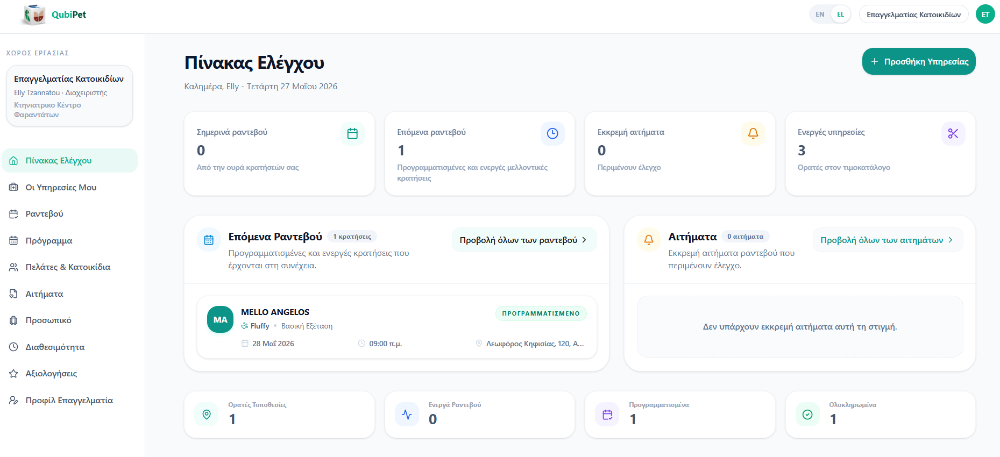 QubiPet
EN EL
Επαγγελματίας Κατοικιδίων
ET
ΧΩΡΟΣ ΕΡΓΑΣΙΑΣ
Επαγγελματίας Κατοικιδίων
Elly Tzannatou · Διαχειριστής
Κτηνιατρικο Κέντρο
Φαραντάτων
Πίνακας Ελέγχου
Οι Υπηρεσίες Μου
Ραντεβού
Πρόγραμμα
Πελάτες & Κατοικίδια
Αιτήματα
Προσωπικό
Διαθεσιμότητα
Αξιολογήσεις
Προφίλ Επαγγελματία
Πίνακας Ελέγχου
Καλημέρα, Elly - Τετάρτη 27 Μαΐου 2026
+ Προσθήκη Υπηρεσίας
Σημερινά ραντεβού
0
Από την ουρά κρατήσεών σας
Επόμενα ραντεβού
1
Προγραμματισμένες και ενεργές μελλοντικές
κρατήσεις
Εκκρεμή αιτήματα
0
Περιμένουν έλεγχο
Ενεργές υπηρεσίες
3
Ορατές στον τιμοκατάλογο
Επόμενα Ραντεβού 1 κρατήσεις
Προγραμματισμένες και ενεργές κρατήσεις που
έρχονται στη συνέχεια.
Προβολή όλων των ραντεβού
MA
MELLO ANGELOS
ΠΡΟΓΡΑΜΜΑΤΙΣΜΕΝΟ
Fluffy • Βασική Εξέταση
28 Μαΐ 2026
09:00 π.μ.
Λεωφόρος Κηφισίας, 120, Α...
Αιτήματα 0 αιτήματα
Εκκρεμή αιτήματα ραντεβού που
περιμένουν έλεγχο.
Προβολή όλων των αιτημάτων
Δεν υπάρχουν εκκρεμή αιτήματα αυτή τη στιγμή.
Ορατές Τοποθεσίες
1
Ενεργά Ραντεβού
0
Προγραμματισμένα
1
Ολοκληρωμένα
1